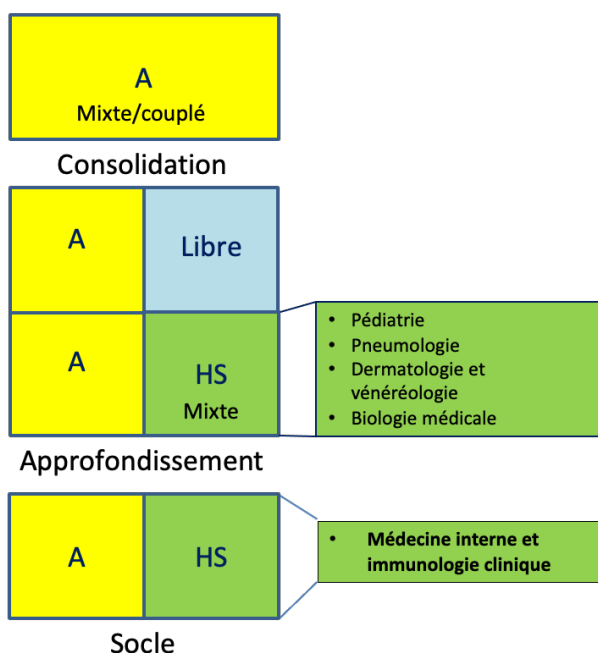 A
Mixte/couplé
Consolidation
A
Libre
A
HS
Mixte
• Pédiatrie
• Pneumologie
• Dermatologie et
vénéréologie
• Biologie médicale
Approfondissement
A
HS
• Médecine interne et
immunologie clinique
Socle